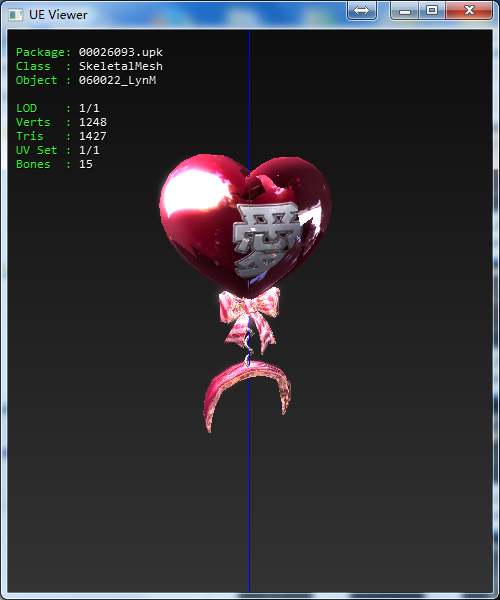 UE Viewer
Package: 00026093.upk
Class : SkeletalMesh
Object : 060022_LynM
LOD : 1/1
Verts : 1248
Tris : 1427
UV Set : 1/1
Bones : 15
愛